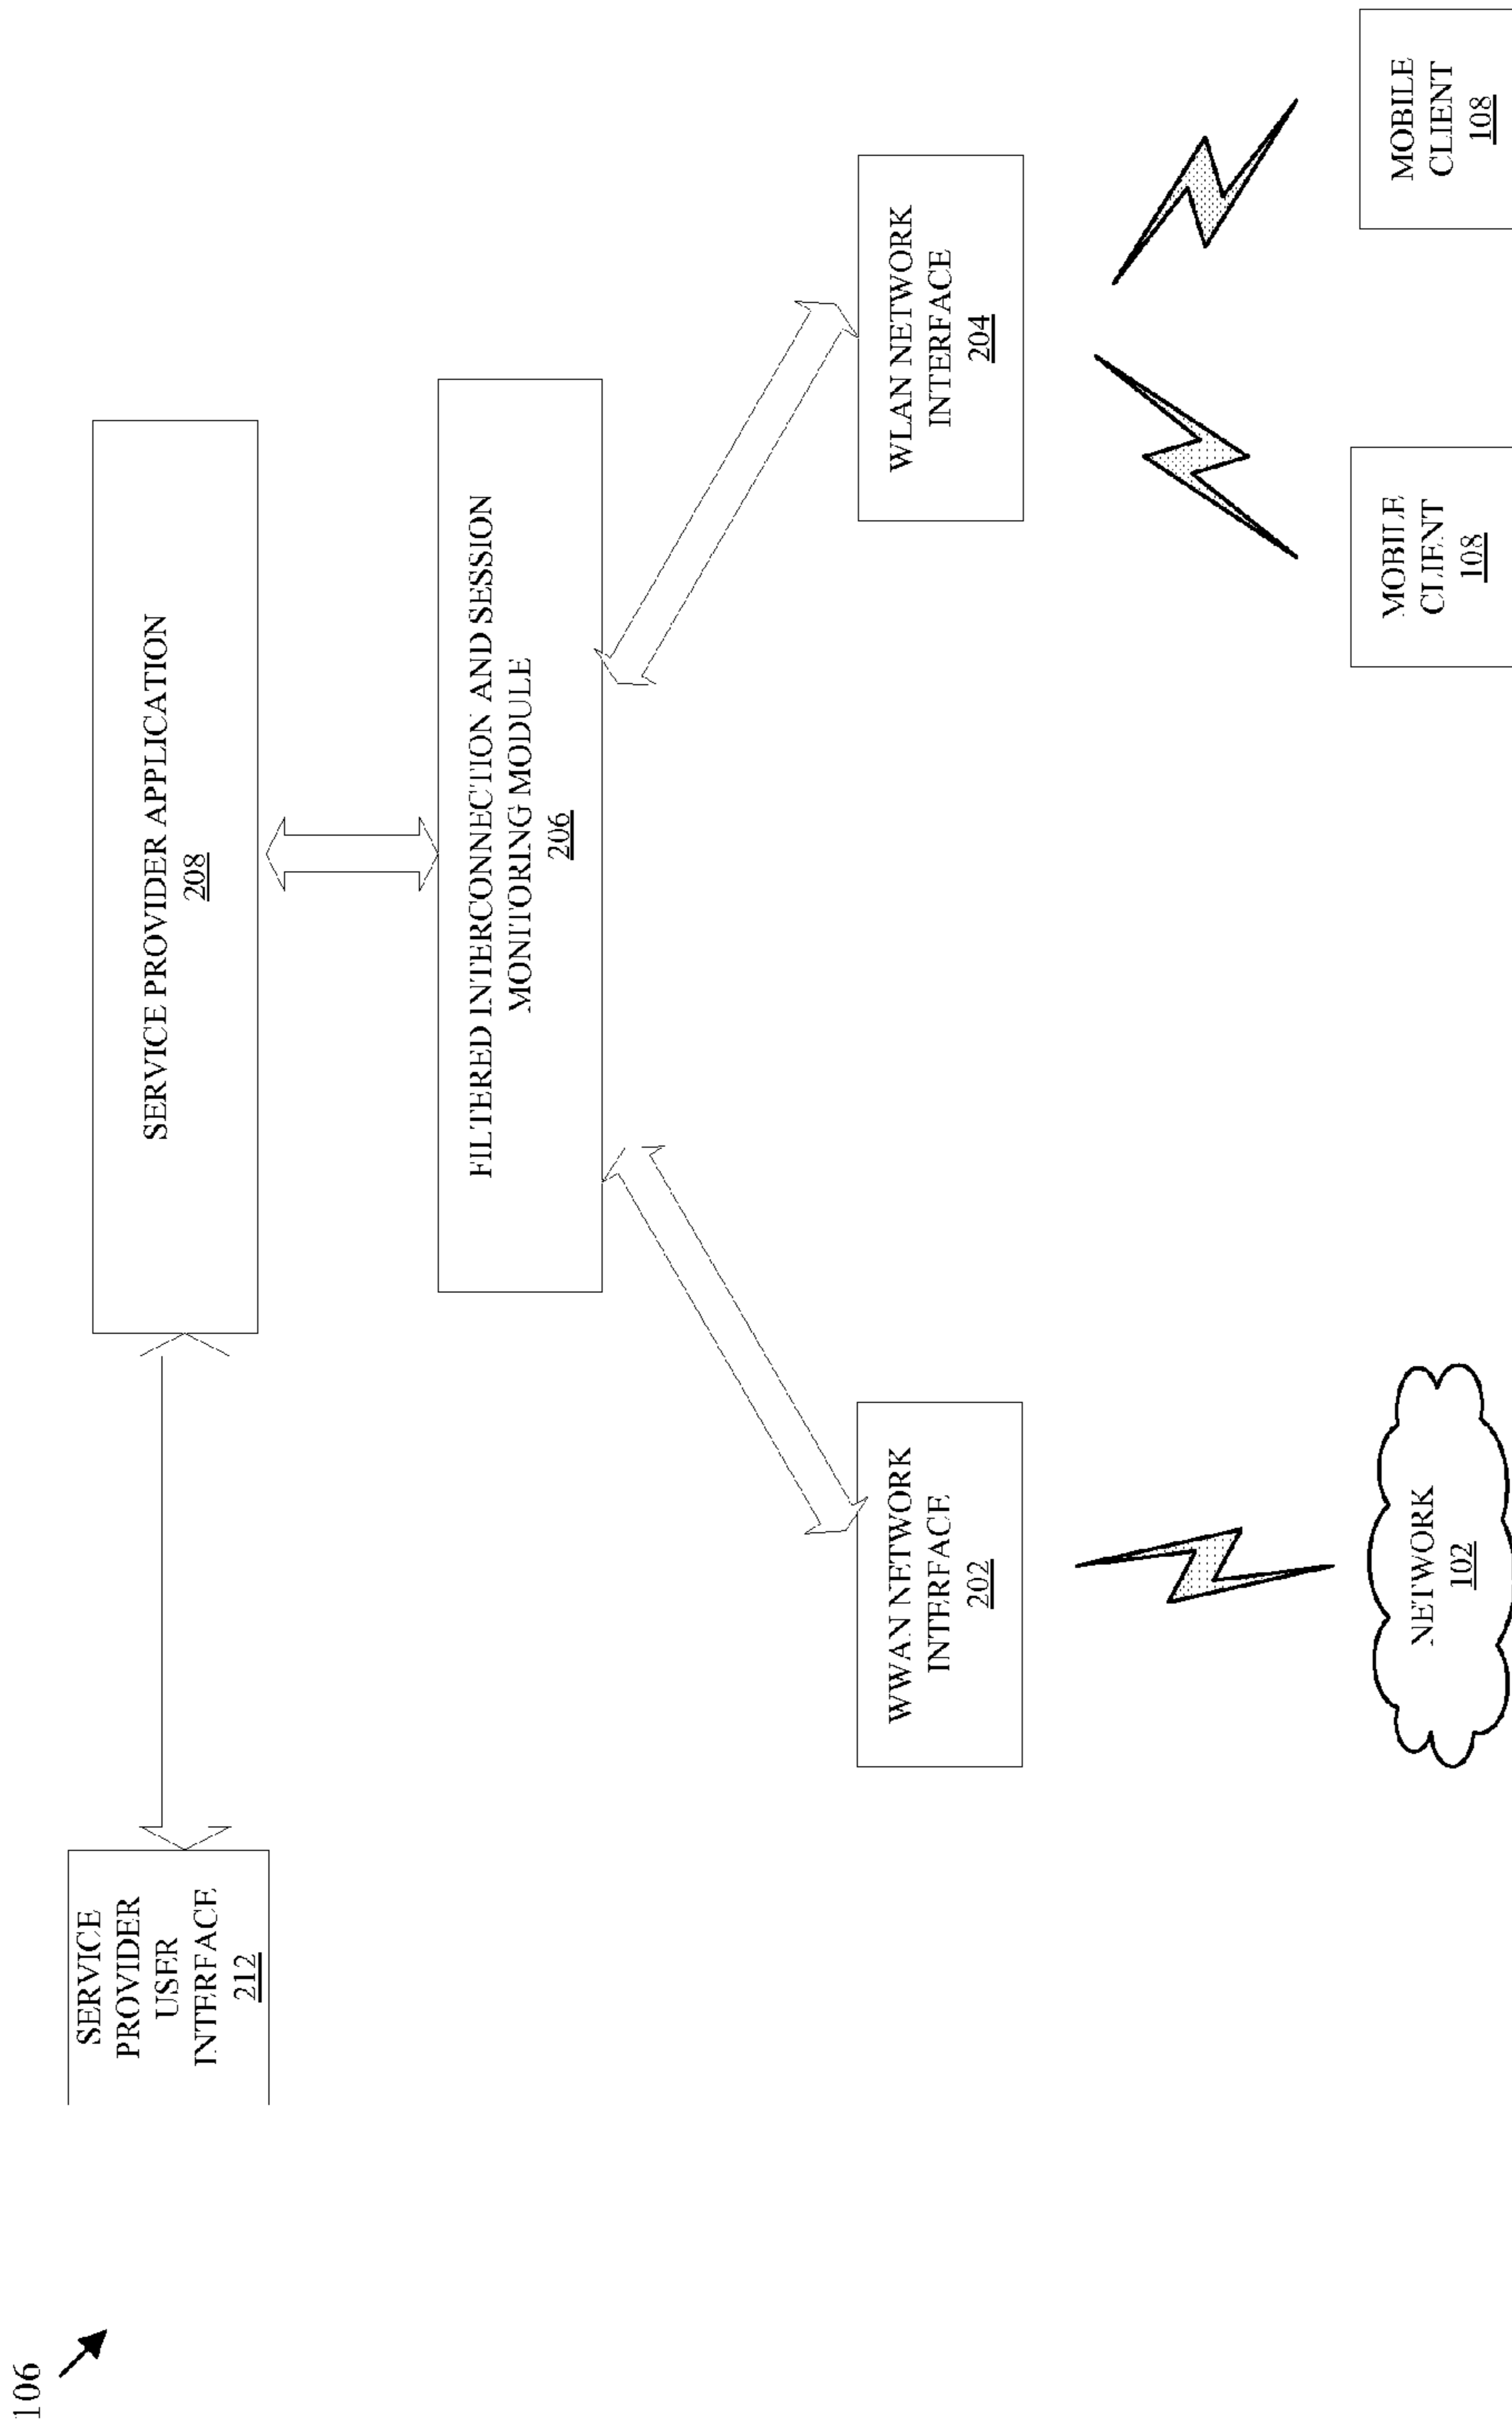 106
SERVICE
PROVIDER
USER
INTERFACE
212
SERVICE PROVIDER APPLICATION
208
FILTERED INTERCONNECTION AND SESSION
MONITORING MODULE
206
WWAN NETWORK
INTERFACE
202
WLAN NETWORK
INTERFACE
204
NETWORK
102
MOBILE
CLIENT
108
MOBILE
CLIENT
108